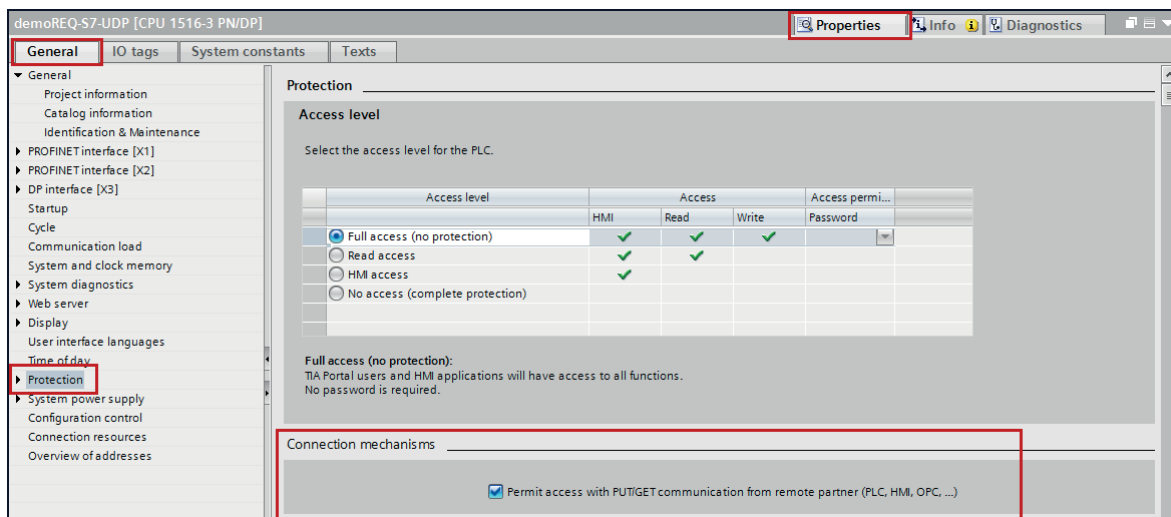 demoREQ-S7-UDP [CPU 1516-3 PN/DP]
Properties
Info
Diagnostics
General
IO tags
System constants
Texts
General
Project information
Catalog information
Identification & Maintenance
PROFINET interface [X1]
PROFINET interface [X2]
DP interface [X3]
Startup
Cycle
Communication load
System and clock memory
System diagnostics
Web server
Display
User interface languages
Time of day
Protection
System power supply
Configuration control
Connection resources
Overview of addresses
Protection
Access level
Select the access level for the PLC.
Access level Access Access permi...
HMI Read Write Password
Full access (no protection)
Read access
HMI access
No access (complete protection)
Full access (no protection):
TIA Portal users and HMI applications will have access to all functions.
No password is required.
Connection mechanisms
Permit access with PUT/GET communication from remote partner (PLC, HMI, OPC, ...)